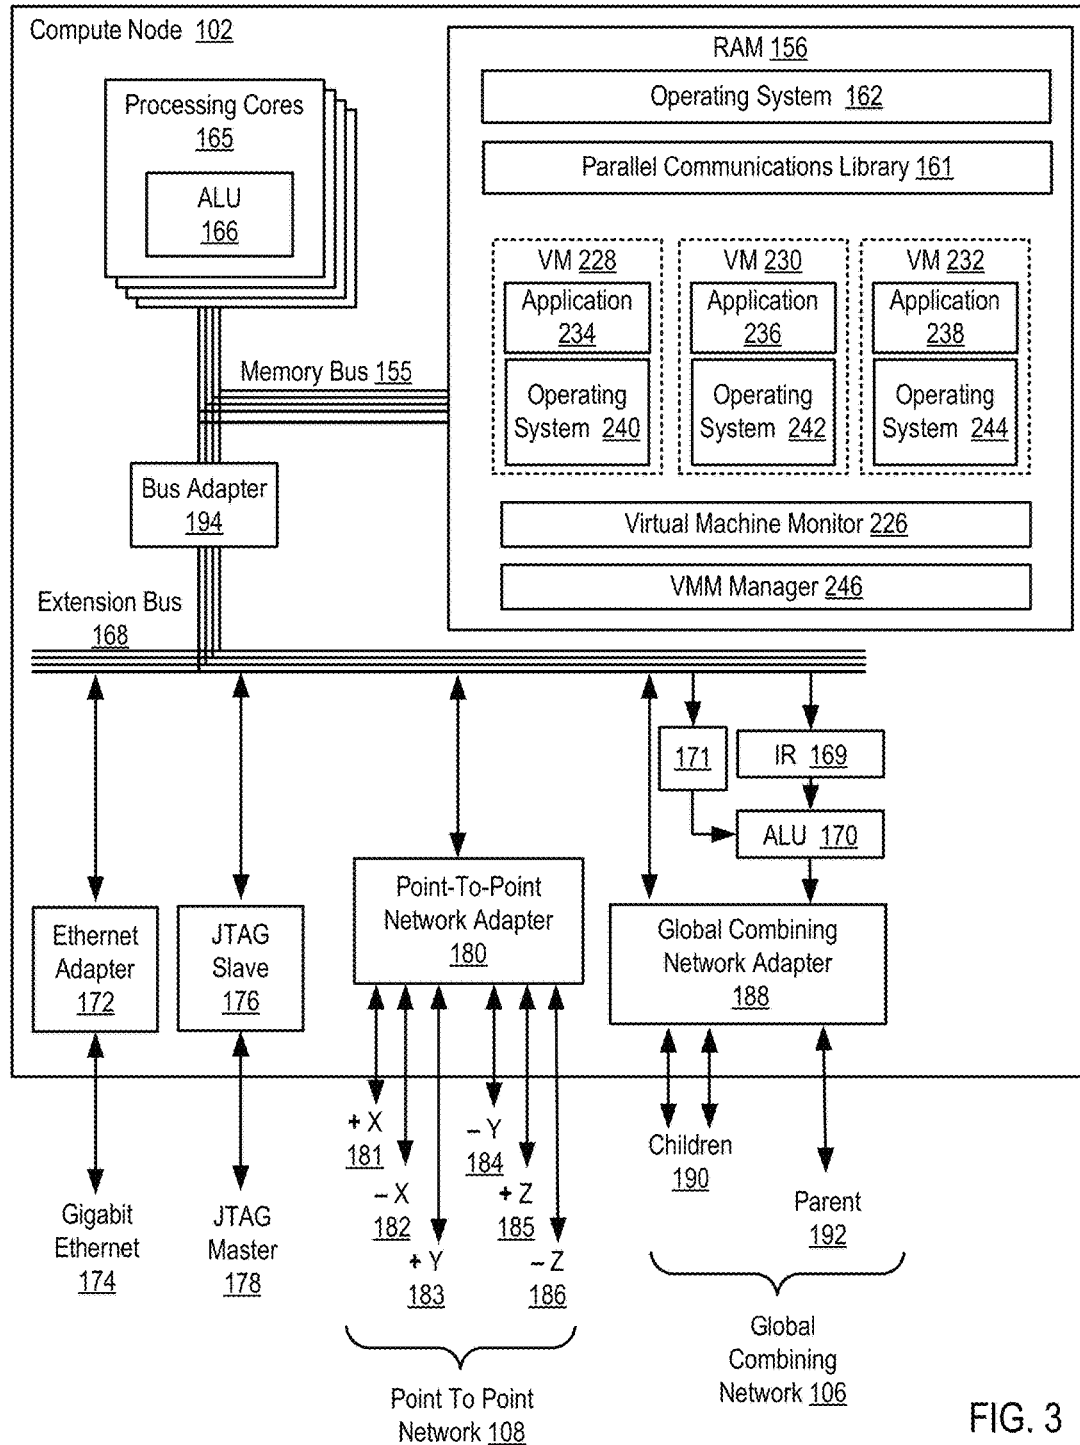 Compute Node 102
RAM 156
Processing Cores
165
ALU
166
Operating System 162
Parallel Communications Library 161
VM 228
Application
234
Operating
System 240
VM 230
Application
236
Operating
System 242
VM 232
Application
238
Operating
System 244
Virtual Machine Monitor 226
VMM Manager 246
Memory Bus 155
Bus Adapter
194
Extension Bus
168
171
IR 169
ALU 170
Point-To-Point
Network Adapter
180
Ethernet
Adapter
172
JTAG
Slave
176
Global Combining
Network Adapter
188
+ X
181
– X
182
+ Y
183
– Y
184
+ Z
185
– Z
186
Children
190
Parent
192
Gigabit
Ethernet
174
JTAG
Master
178
Point To Point
Network 108
Global
Combining
Network 106
FIG. 3